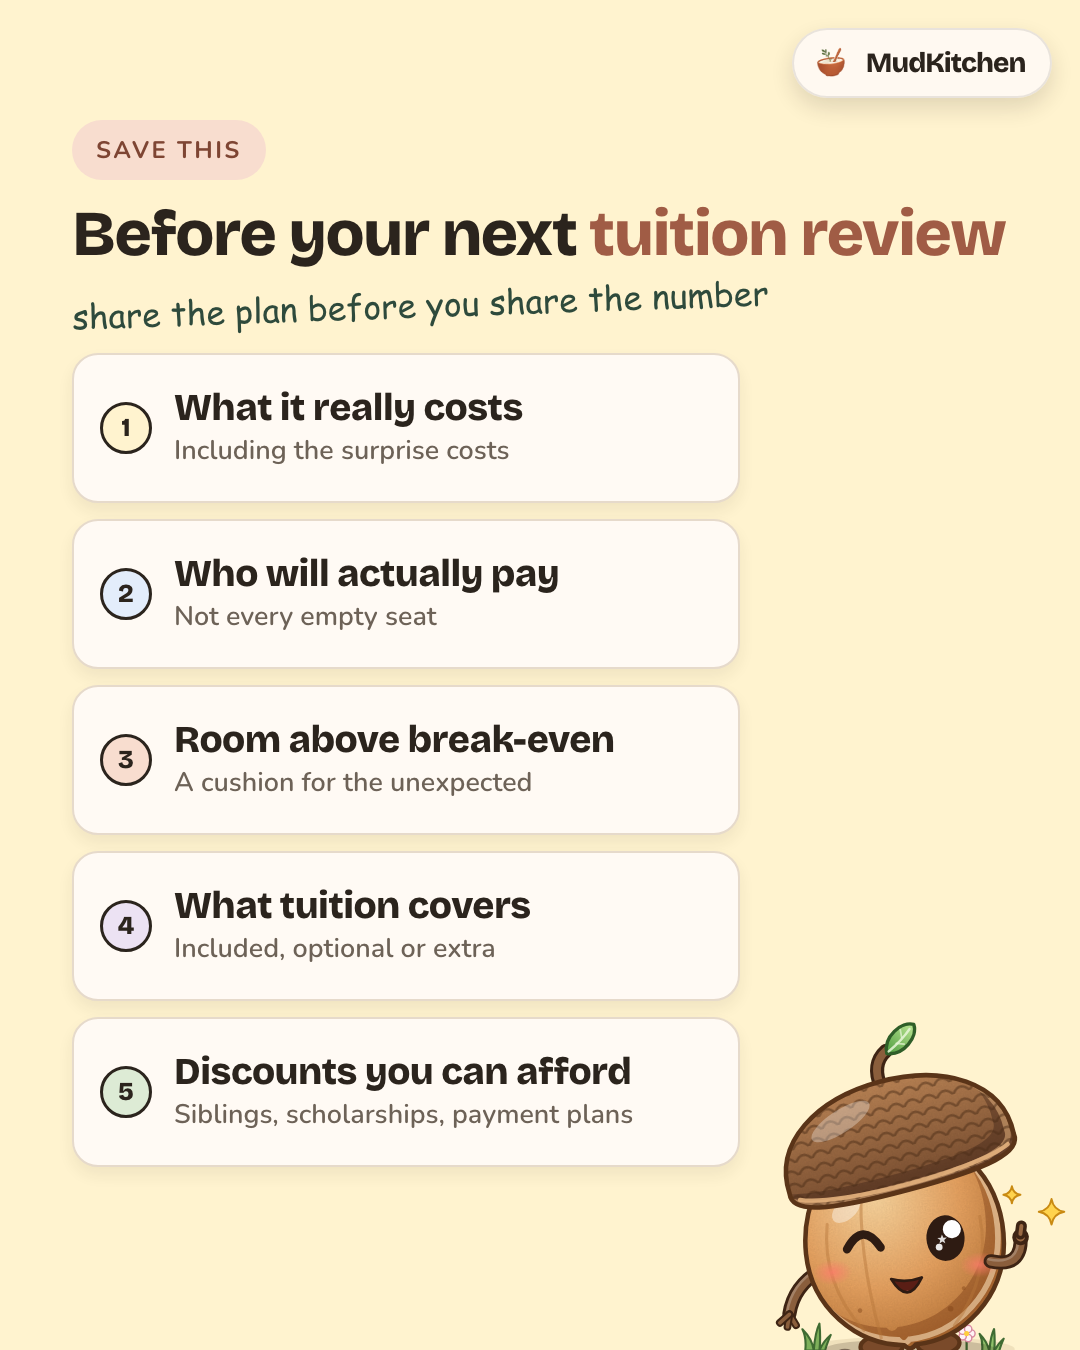 MudKitchen
SAVE THIS
Before your next tuition review
share the plan before you share the number
1
What it really costs
Including the surprise costs
2
Who will actually pay
Not every empty seat
3
Room above break-even
A cushion for the unexpected
4
What tuition covers
Included, optional or extra
5
Discounts you can afford
Siblings, scholarships, payment plans